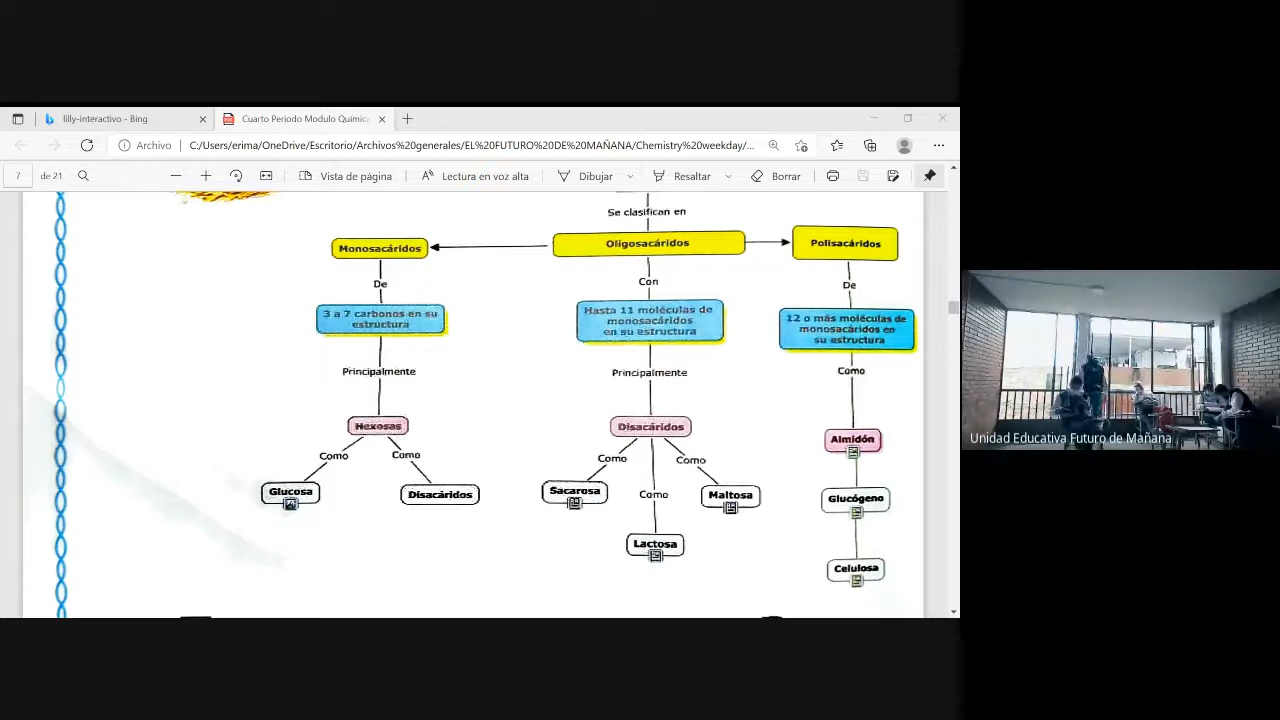 lilly-interactivo - Bing
Cuarto Periodo Modulo Química
Archivo
C:/Users/erima/OneDrive/Escritorio/Archivos%20generales/EL%20FUTURO%20DE%20MAÑANA/Chemistry%20weekday/...
7 de 21
Vista de página
Lectura en voz alta
Dibujar
Resaltar
Borrar
Se clasifican en
Monosacáridos
Oligosacáridos
Polisacáridos
De
Con
De
3 a 7 carbonos en su
estructura
Hasta 11 moléculas de
monosacáridos
en su estructura
12 o más moléculas de
monosacáridos en
su estructura
Principalmente
Principalmente
Como
Hexosas
Disacáridos
Almidón
Como
Como
Como
Como
Como
Glucosa
Disacáridos
Sacarosa
Maltosa
Glucógeno
Lactosa
Celulosa
Unidad Educativa Futuro de Mañana